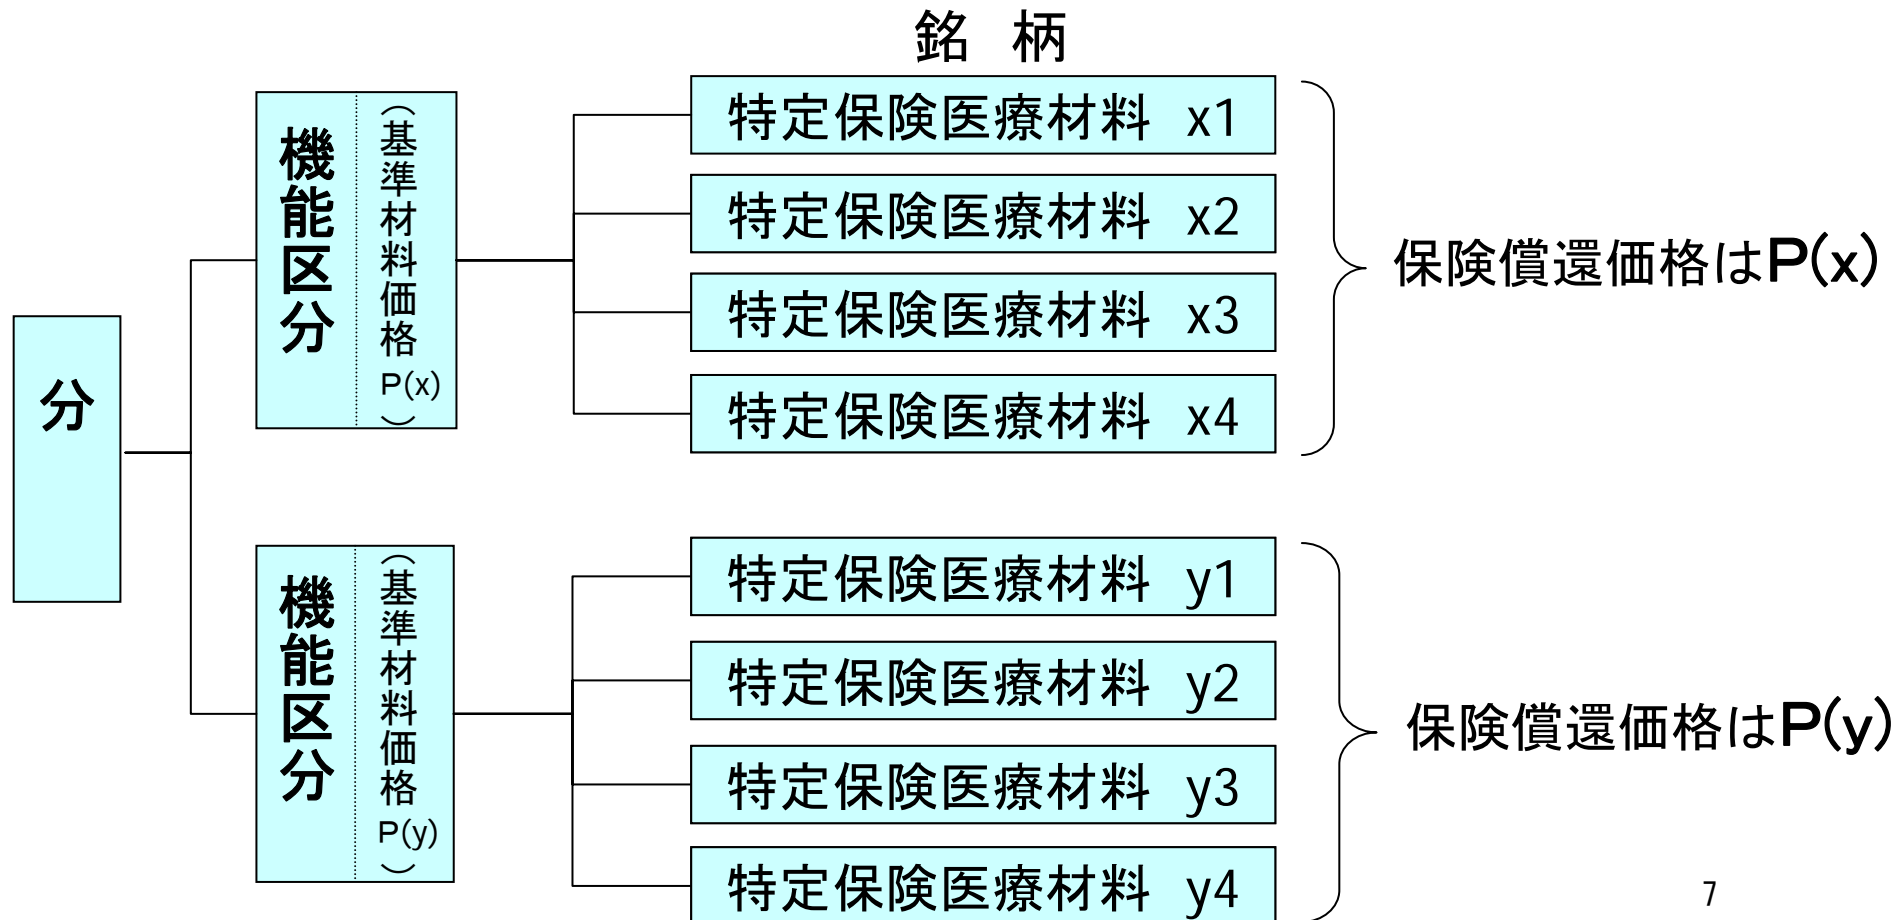 銘　柄
分
機能区分
（基準材料価格P(x)）
特定保険医療材料　x1
特定保険医療材料　x2
特定保険医療材料　x3
特定保険医療材料　x4
保険償還価格はP(x)
機能区分
（基準材料価格P(y)）
特定保険医療材料　y1
特定保険医療材料　y2
特定保険医療材料　y3
特定保険医療材料　y4
保険償還価格はP(y)
7